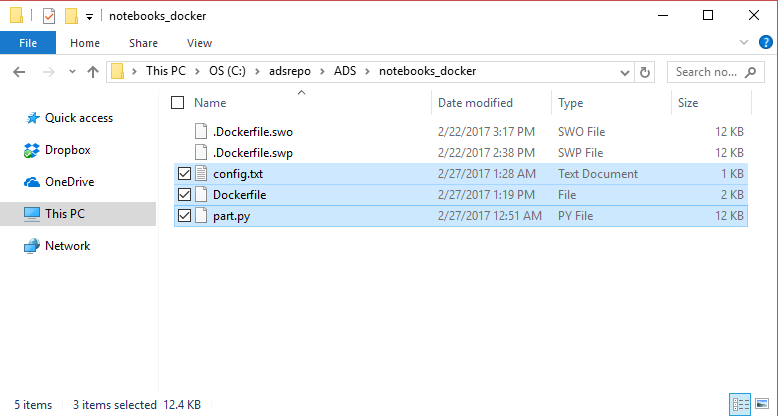 notebooks_docker
File Home Share View
This PC OS (C:) adsrepo ADS notebooks_docker Search no...
Name Date modified Type Size
Quick access
Dropbox
OneDrive
This PC
Network
.Dockerfile.swo 2/22/2017 3:17 PM SWO File 12 KB
.Dockerfile.swp 2/22/2017 2:38 PM SWP File 12 KB
config.txt 2/27/2017 1:28 AM Text Document 1 KB
Dockerfile 2/27/2017 1:19 PM File 2 KB
part.py 2/27/2017 12:51 AM PY File 12 KB
5 items 3 items selected 12.4 KB